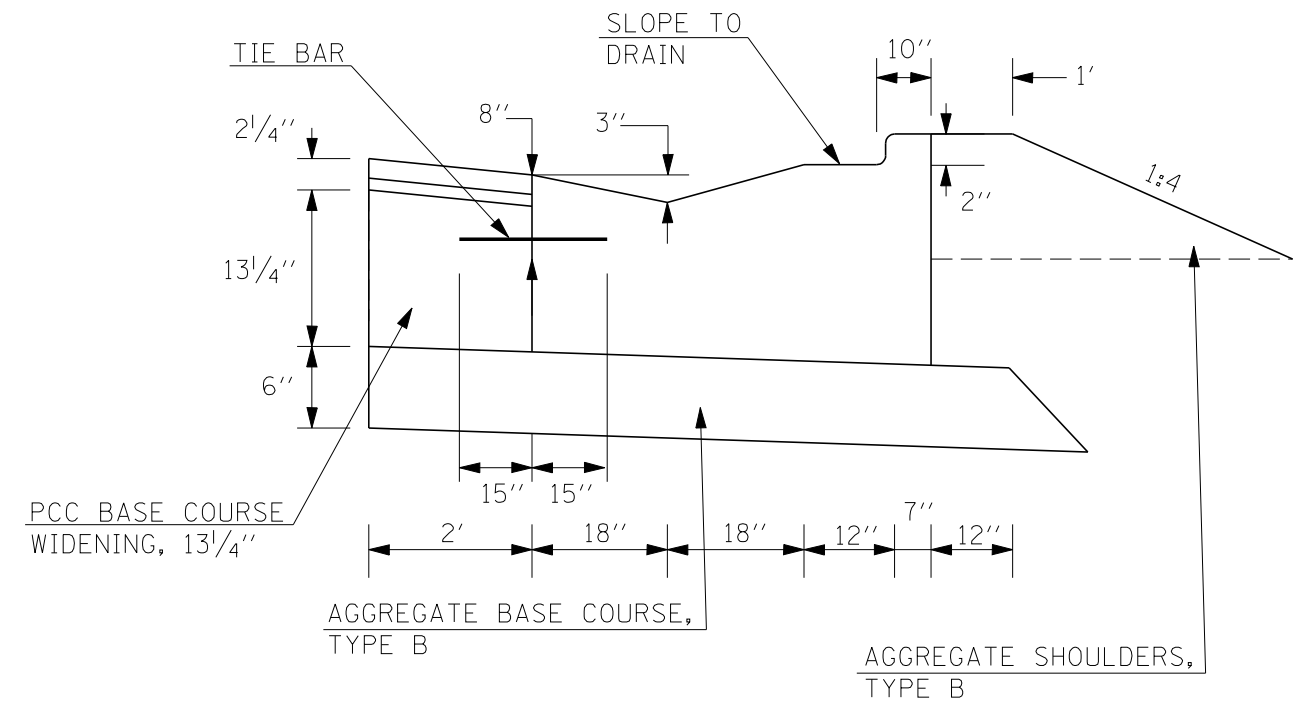 SLOPE TO
DRAIN
TIE BAR
10''
1'
8''
3''
2 1/4''
1:4
2''
13 1/4''
6''
15'' 15''
PCC BASE COURSE
WIDENING, 13 1/4''
2' 18'' 18'' 12'' 7'' 12''
AGGREGATE BASE COURSE,
TYPE B
AGGREGATE SHOULDERS,
TYPE B